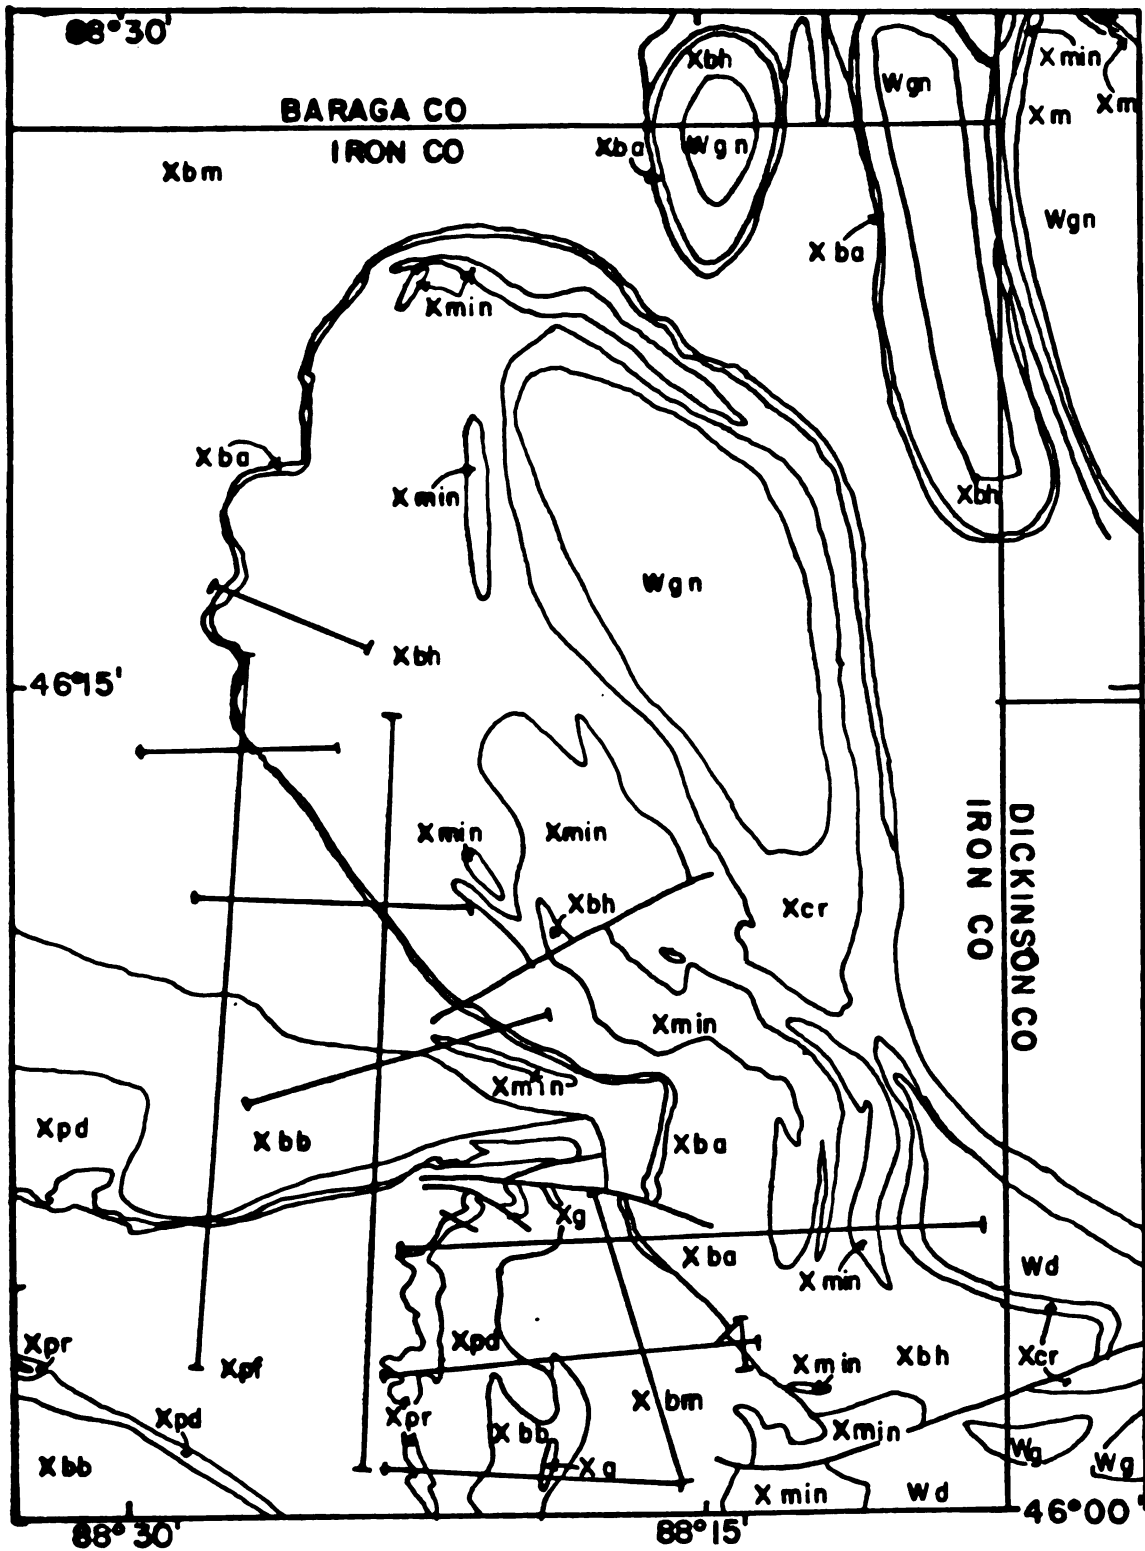 88°30'
Xbh
Wgn
Xmin
Xm
Xm
BARAGA CO
IRON CO
Xbm
Xba
Wgn
Wgn
Xba
Xmin
Xba
Xmin
Xbh
Wgn
Xbh
46°15'
Xmin
Xmin
Xbh
Xcr
IRON CO
DICKINSON CO
Xmin
Xmin
Xpd
Xbb
Xba
Xg
Xba
Xmin
Wd
Xpr
Xpf
Xpd
Xmin
Xbh
Xcr
Xpd
Xpr
Xbb
Xbm
Xmin
Wg
Wg
Xbb
Xg
Xmin
Wd
46°00'
88°30'
88°15'